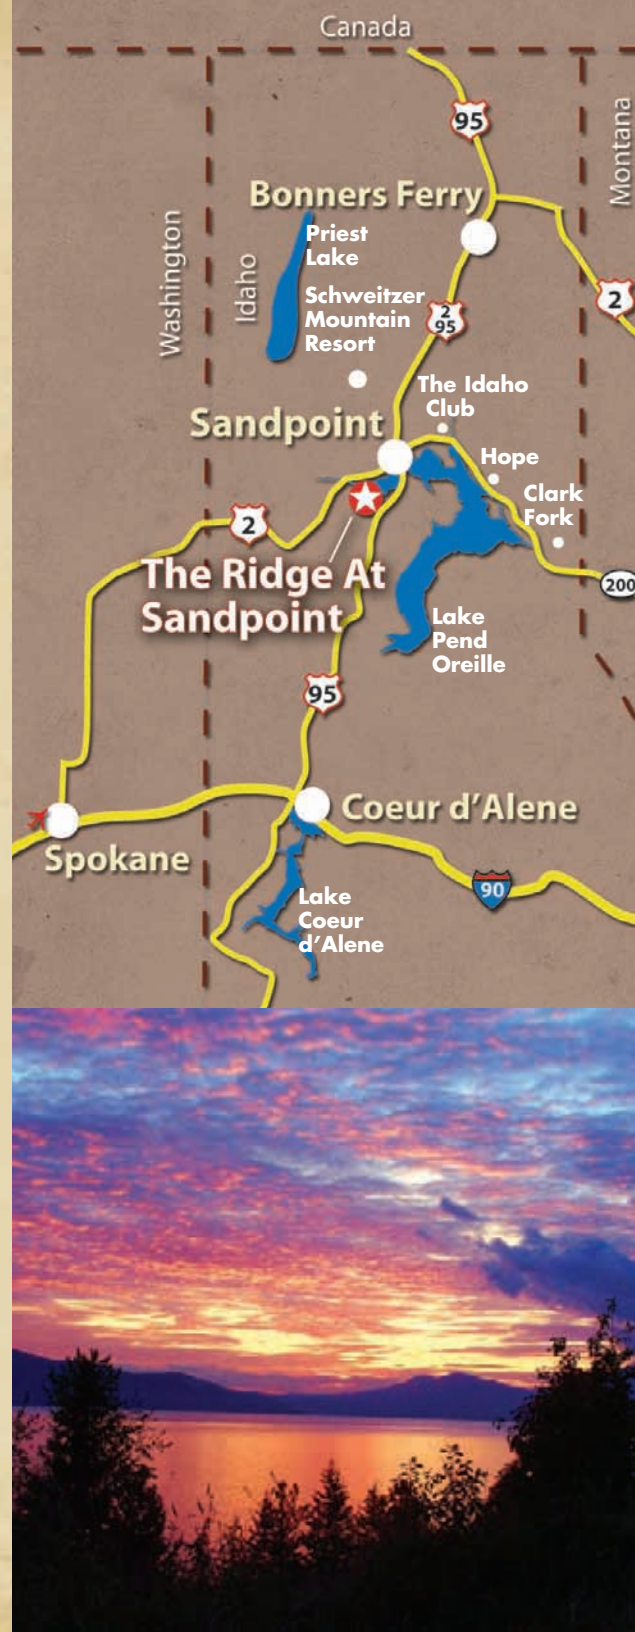 Canada
95
Montana
Bonners Ferry
Priest
Lake
Washington
Idaho
2
Schweitzer
Mountain
Resort
2
95
The Idaho
Club
Sandpoint
Hope
Clark
Fork
2
The Ridge At
Sandpoint
200
Lake
Pend
Oreille
95
Coeur d'Alene
Spokane
90
Lake
Coeur
d'Alene